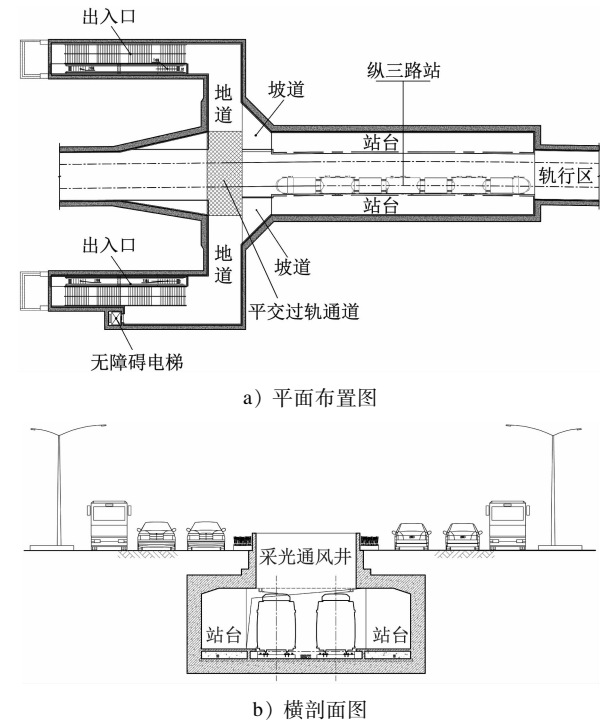 出入口
纵三路站
地道
坡道
站台
轨行区
站台
出入口
地道
坡道
平交过轨通道
无障碍电梯
a）平面布置图
采光通风井
站台
站台
b）横剖面图